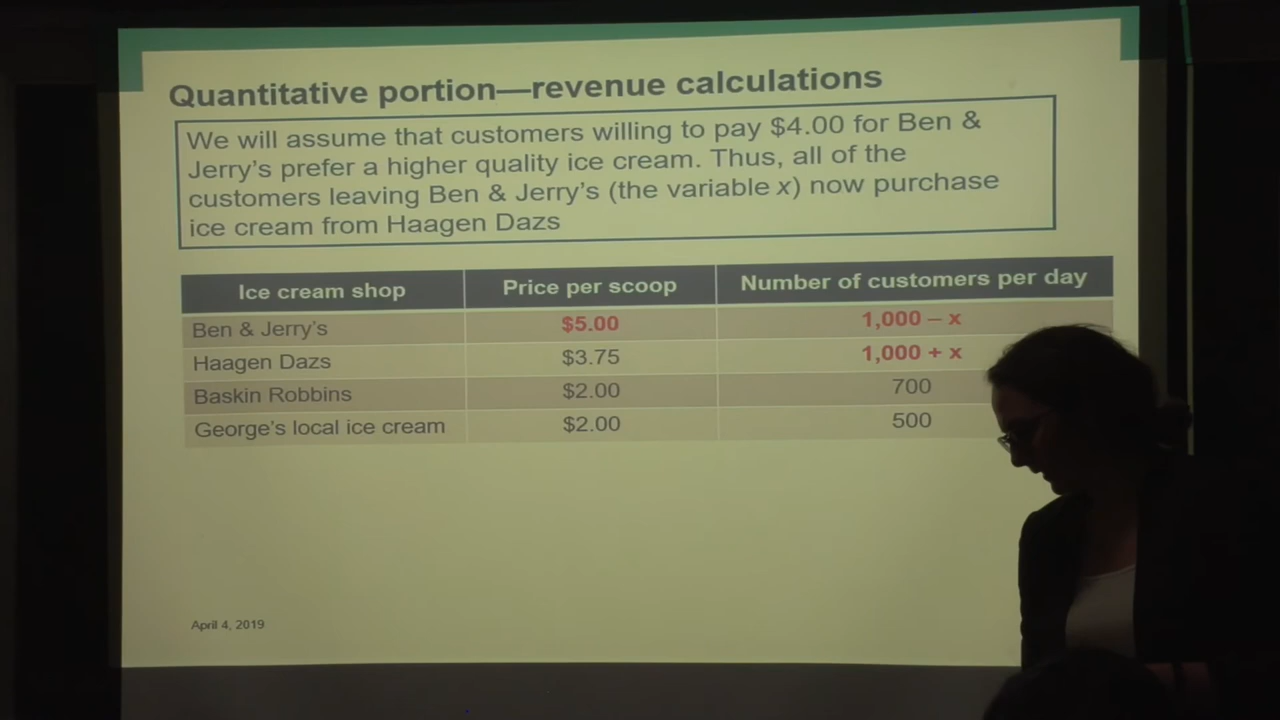 Quantitative portion—revenue calculations
We will assume that customers willing to pay $4.00 for Ben &
Jerry's prefer a higher quality ice cream. Thus, all of the
customers leaving Ben & Jerry's (the variable x) now purchase
ice cream from Haagen Dazs
Ice cream shop Price per scoop Number of customers per day
Ben & Jerry's $5.00 1,000 – x
Haagen Dazs $3.75 1,000 + x
Baskin Robbins $2.00 700
George's local ice cream $2.00 500
April 4, 2019